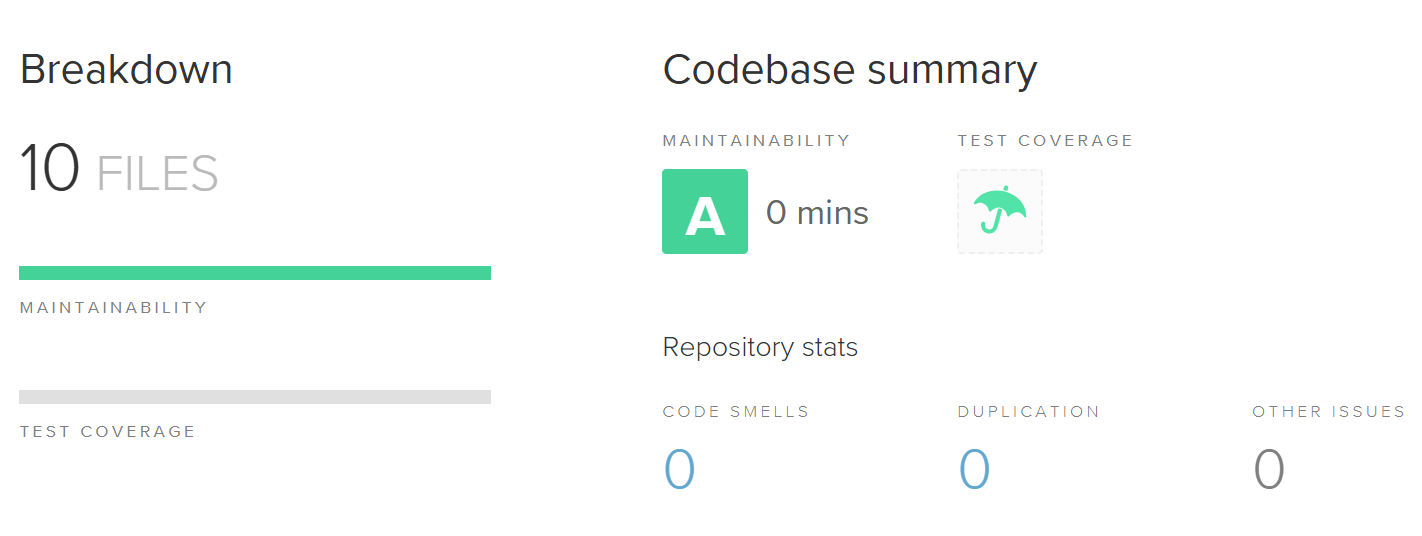 Breakdown
10 FILES
MAINTAINABILITY
TEST COVERAGE
Codebase summary
MAINTAINABILITY
TEST COVERAGE
A 0 mins
Repository stats
CODE SMELLS
DUPLICATION
OTHER ISSUES
0
0
0